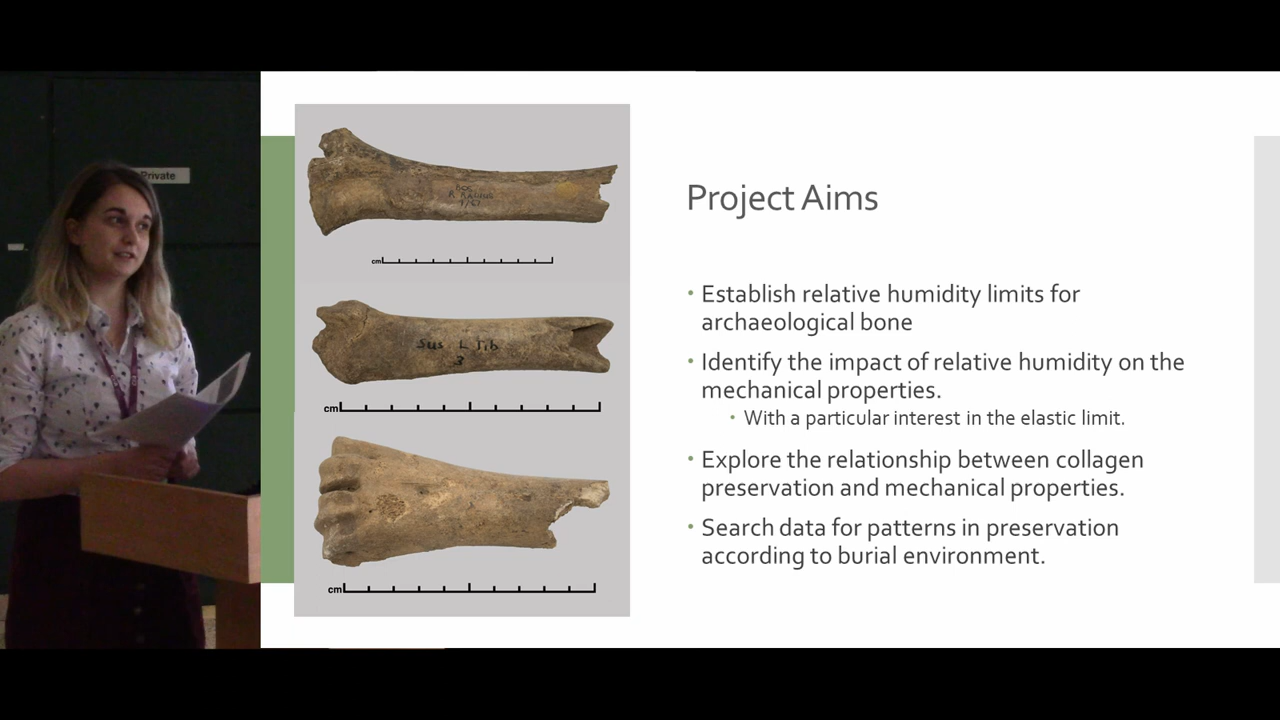 Private
BOS
cm
Sus L Tib
3
cm
cm
Project Aims
• Establish relative humidity limits for
archaeological bone
• Identify the impact of relative humidity on the
mechanical properties.
• With a particular interest in the elastic limit.
• Explore the relationship between collagen
preservation and mechanical properties.
• Search data for patterns in preservation
according to burial environment.